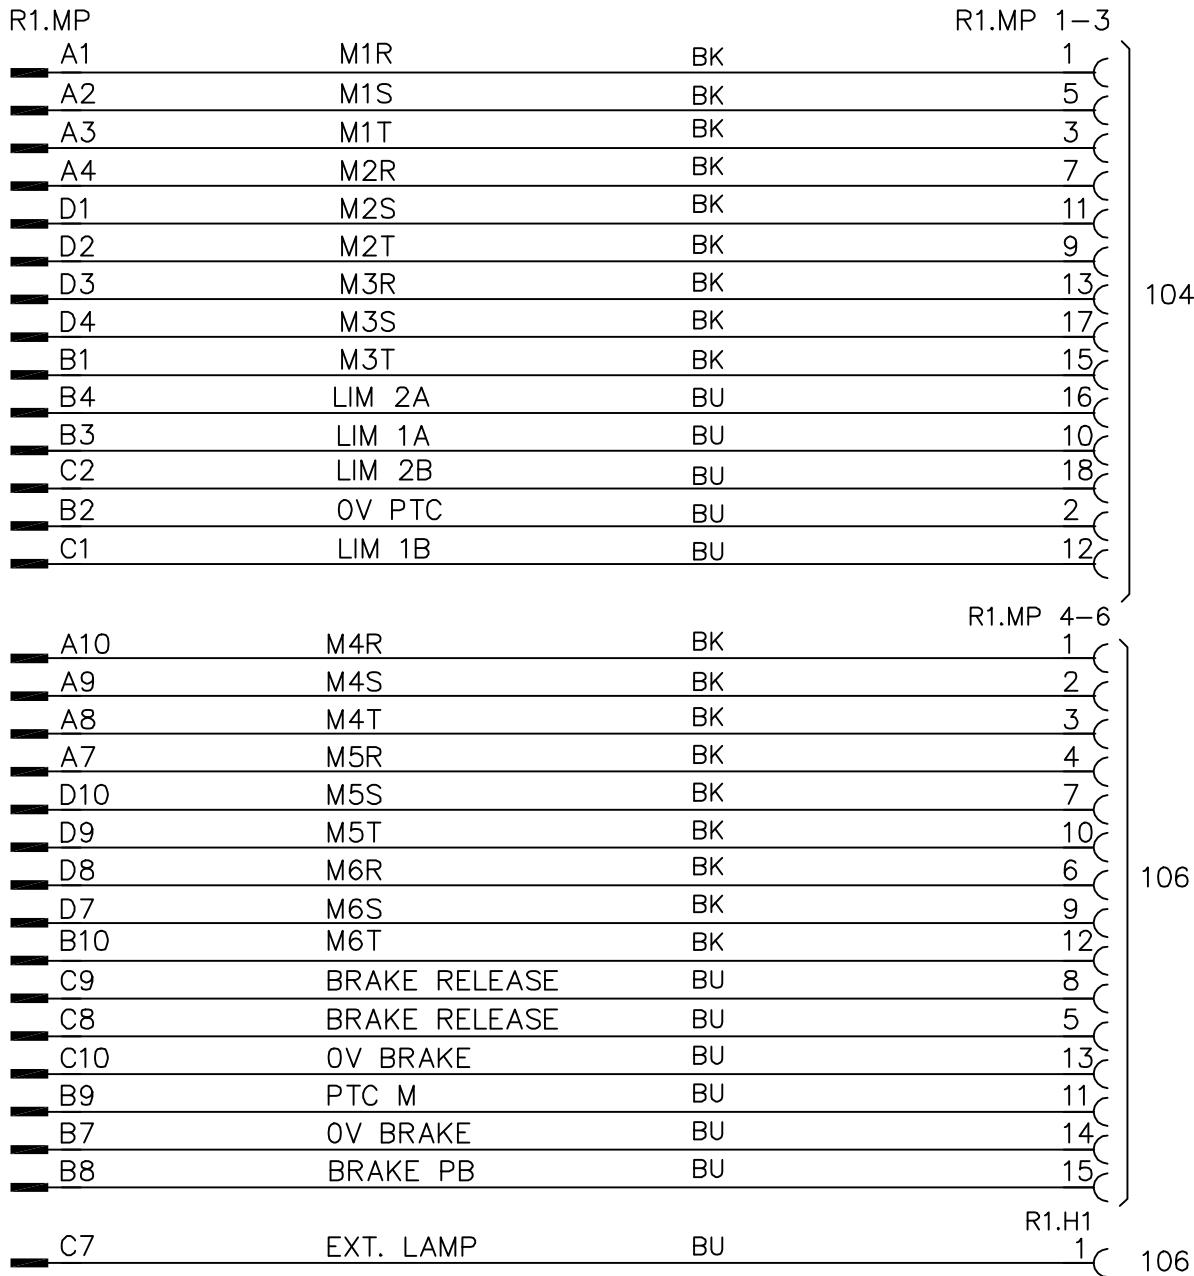 R1.MP R1.MP 1-3
A1 M1R BK 1
A2 M1S BK 5
A3 M1T BK 3
A4 M2R BK 7
D1 M2S BK 11
D2 M2T BK 9
D3 M3R BK 13
104
D4 M3S BK 17
B1 M3T BK 15
B4 LIM 2A BU 16
B3 LIM 1A BU 10
C2 LIM 2B BU 18
B2 0V PTC BU 2
C1 LIM 1B BU 12
R1.MP 4-6
A10 M4R BK 1
A9 M4S BK 2
A8 M4T BK 3
A7 M5R BK 4
D10 M5S BK 7
D9 M5T BK 10
D8 M6R BK 6
106
D7 M6S BK 9
B10 M6T BK 12
C9 BRAKE RELEASE BU 8
C8 BRAKE RELEASE BU 5
C10 0V BRAKE BU 13
B9 PTC M BU 11
B7 0V BRAKE BU 14
B8 BRAKE PB BU 15
R1.H1
C7 EXT. LAMP BU 1 106